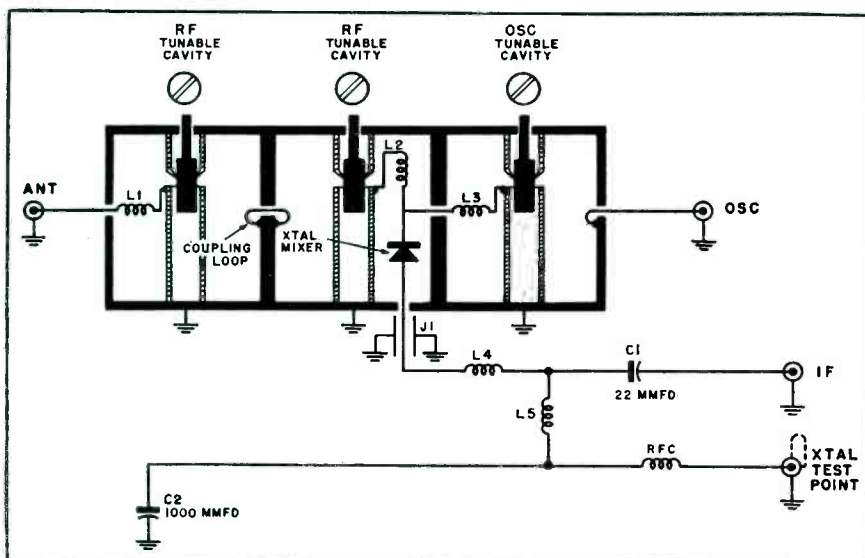 RF
TUNABLE
CAVITY
RF
TUNABLE
CAVITY
OSC
TUNABLE
CAVITY
ANT
L1
L2
L3
OSC
COUPLING
LOOP
XTAL
MIXER
J1
L4
C1
22 MMFD
IF
L5
RFC
XTAL
TEST
POINT
C2
1000 MMFD